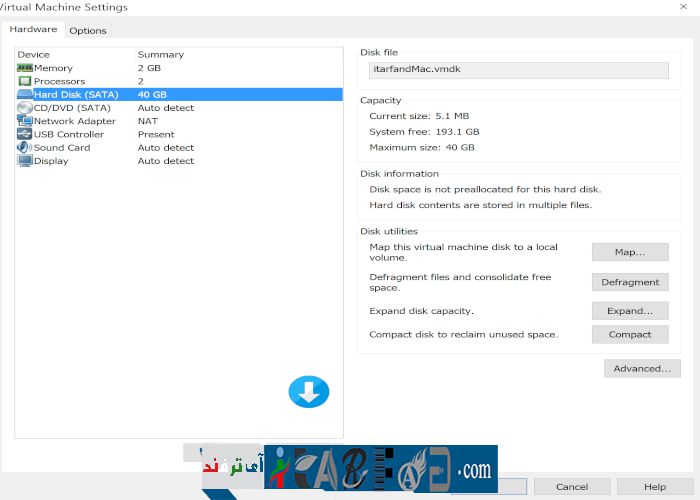 Virtual Machine Settings
Hardware
Options
Device Summary
Memory 2 GB
Processors 2
Hard Disk (SATA) 40 GB
CD/DVD (SATA) Auto detect
Network Adapter NAT
USB Controller Present
Sound Card Auto detect
Display Auto detect
Disk file
itarfandMac.vmdk
Capacity
Current size: 5.1 MB
System free: 193.1 GB
Maximum size: 40 GB
Disk information
Disk space is not preallocated for this hard disk.
Hard disk contents are stored in multiple files.
Disk utilities
Map this virtual machine disk to a local
volume.
Map...
Defragment files and consolidate free
space.
Defragment
Expand disk capacity.
Expand...
Compact disk to reclaim unused space.
Compact
Advanced...
آی ترفند
.com
Cancel
Help